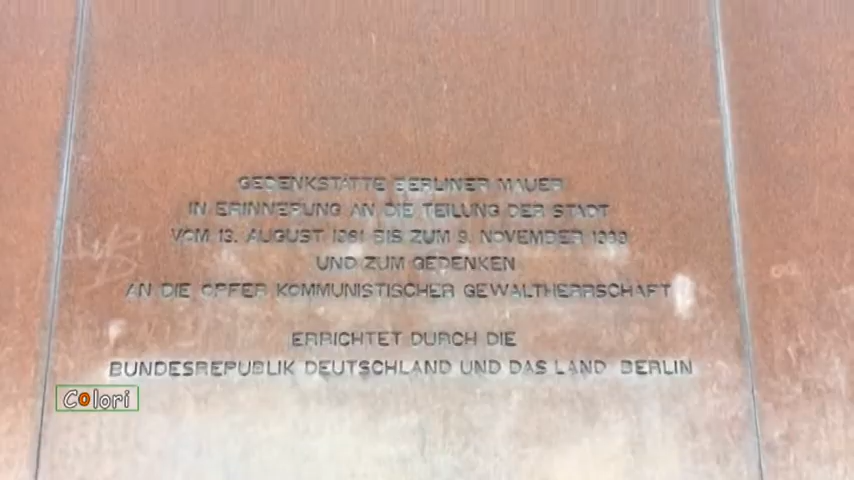 GEDENKSTÄTTE BERLINER MAUER
IN ERINNERUNG AN DIE TEILUNG DER STADT
VOM 13. AUGUST 1961 BIS ZUM 9. NOVEMBER 1989
UND ZUM GEDENKEN
AN DIE OPFER KOMMUNISTISCHER GEWALTHERRSCHAFT
ERRICHTET DURCH DIE
BUNDESREPUBLIK DEUTSCHLAND UND DAS LAND BERLIN
Colori